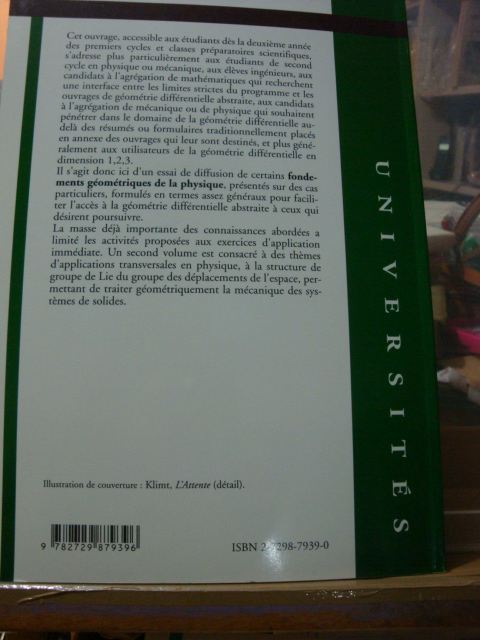 Cet ouvrage, accessible aux étudiants dès la deuxième année
des premiers cycles et classes préparatoires scientifiques,
s'adresse plus particulièrement aux étudiants de second
cycle en physique ou mécanique, aux élèves ingénieurs, aux
candidats à l'agrégation de mathématiques qui recherchent
une interface entre les limites strictes du programme et les
ouvrages de géométrie différentielle abstraite, aux candidats
à l'agrégation de mécanique ou de physique qui souhaitent
pénétrer dans le domaine de la géométrie différentielle au-
delà des résumés ou formulaires traditionnellement placés
en annexe des ouvrages qui leur sont destinés, et plus géné-
ralement aux utilisateurs de la géométrie différentielle en
dimension 1,2,3.
Il s'agit donc ici d'un essai de diffusion de certains fonde-
ments géométriques de la physique, présentés sur des cas
particuliers, formulés en termes assez généraux pour facili-
ter l'accès à la géométrie différentielle abstraite à ceux qui
désirent poursuivre.
La masse déjà importante des connaissances abordées a
limité les activités proposées aux exercices d'application
immédiate. Un second volume est consacré à des thèmes
d'applications transversales en physique, à la structure de
groupe de Lie du groupe des déplacements de l'espace, per-
mettant de traiter géométriquement la mécanique des sys-
tèmes de solides.
Illustration de couverture : Klimt, L'Attente (détail).
9 782729 879396
ISBN 2-7298-7939-0
UNIVERSITÉS